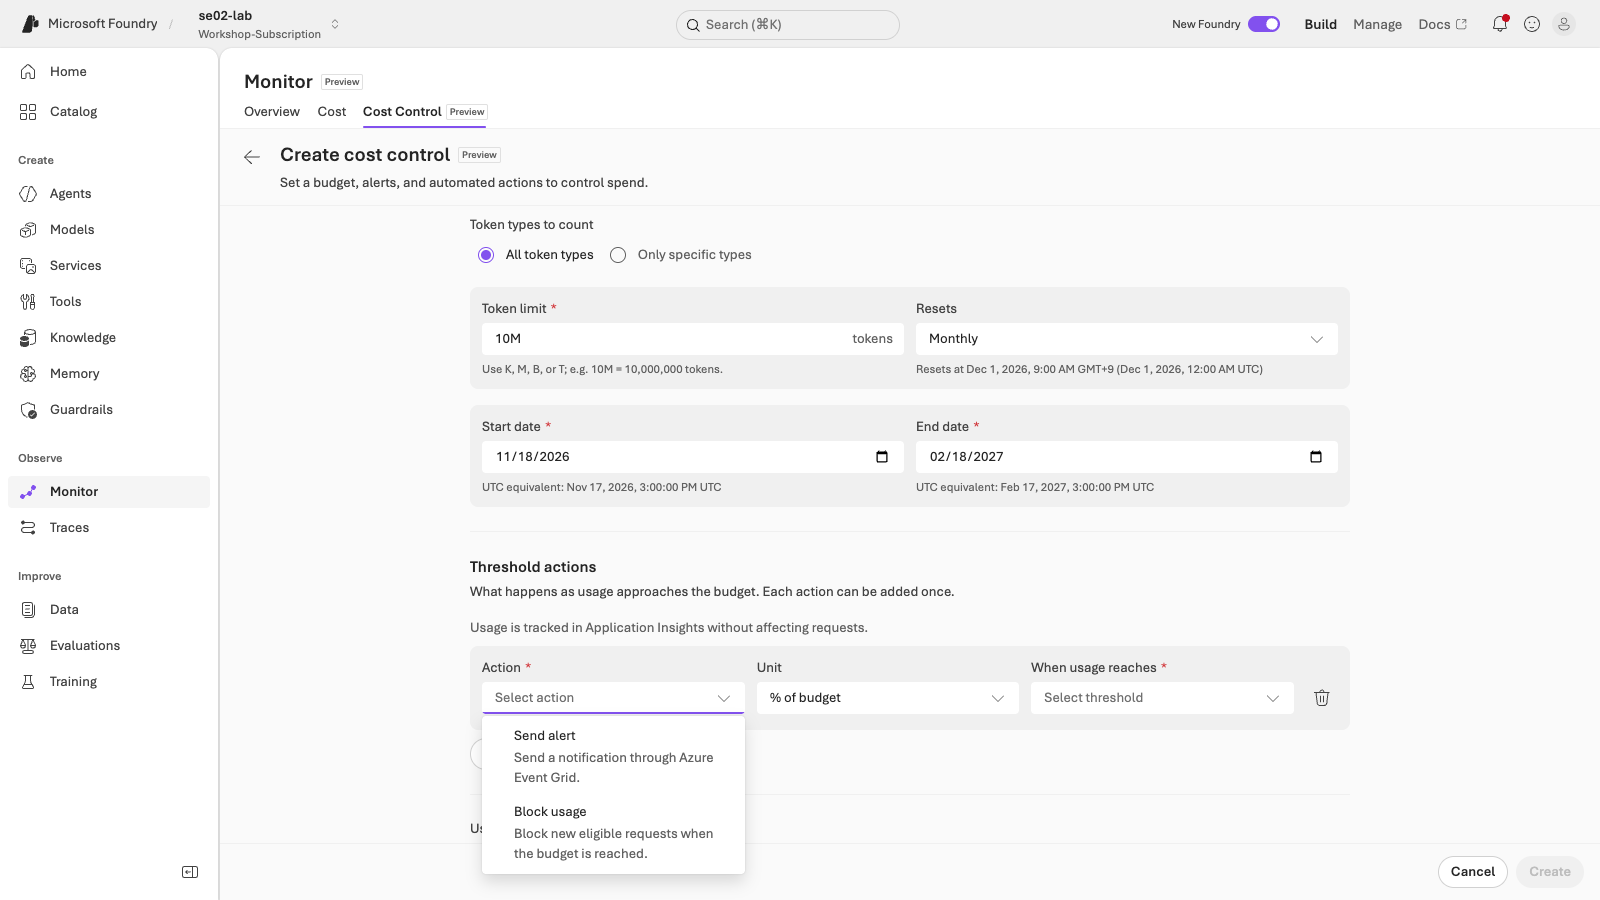 Microsoft Foundry
/
se02-lab
Workshop-Subscription
Search (⌘K)
New Foundry
Build
Manage
Docs
Home
Catalog
Create
Agents
Models
Services
Tools
Knowledge
Memory
Guardrails
Observe
Monitor
Traces
Improve
Data
Evaluations
Training
Monitor Preview
Overview
Cost
Cost Control Preview
Create cost control Preview
Set a budget, alerts, and automated actions to control spend.
Token types to count
All token types
Only specific types
Token limit *
10M tokens
Use K, M, B, or T; e.g. 10M = 10,000,000 tokens.
Resets
Monthly
Resets at Dec 1, 2026, 9:00 AM GMT+9 (Dec 1, 2026, 12:00 AM UTC)
Start date *
11/18/2026
UTC equivalent: Nov 17, 2026, 3:00:00 PM UTC
End date *
02/18/2027
UTC equivalent: Feb 17, 2027, 3:00:00 PM UTC
Threshold actions
What happens as usage approaches the budget. Each action can be added once.
Usage is tracked in Application Insights without affecting requests.
Action *
Select action
Unit
% of budget
When usage reaches *
Select threshold
Send alert
Send a notification through Azure
Event Grid.
Block usage
Block new eligible requests when
the budget is reached.
Cancel
Create